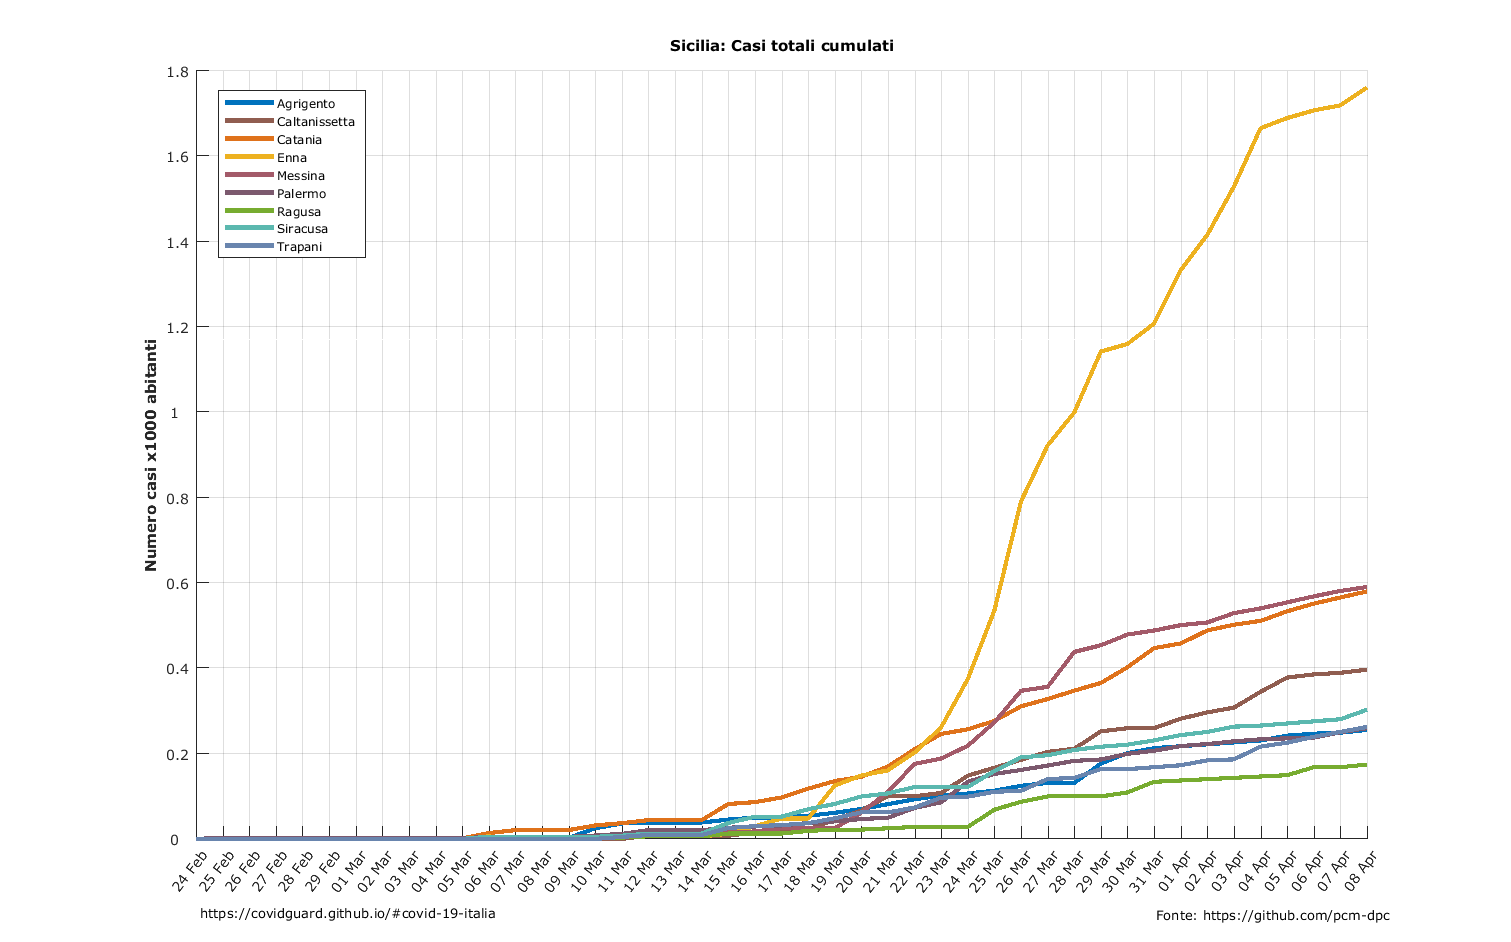 Sicilia: Casi totali cumulati
Numero casi x1000 abitanti
1.8
1.6
1.4
1.2
1
0.8
0.6
0.4
0.2
0
Agrigento
Caltanissetta
Catania
Enna
Messina
Palermo
Ragusa
Siracusa
Trapani
24 Feb
25 Feb
26 Feb
27 Feb
28 Feb
29 Feb
01 Mar
02 Mar
03 Mar
04 Mar
05 Mar
06 Mar
07 Mar
08 Mar
09 Mar
10 Mar
11 Mar
12 Mar
13 Mar
14 Mar
15 Mar
16 Mar
17 Mar
18 Mar
19 Mar
20 Mar
21 Mar
22 Mar
23 Mar
24 Mar
25 Mar
26 Mar
27 Mar
28 Mar
29 Mar
30 Mar
31 Mar
01 Apr
02 Apr
03 Apr
04 Apr
05 Apr
06 Apr
07 Apr
08 Apr
https://covidguard.github.io/#covid-19-italia
Fonte: https://github.com/pcm-dpc